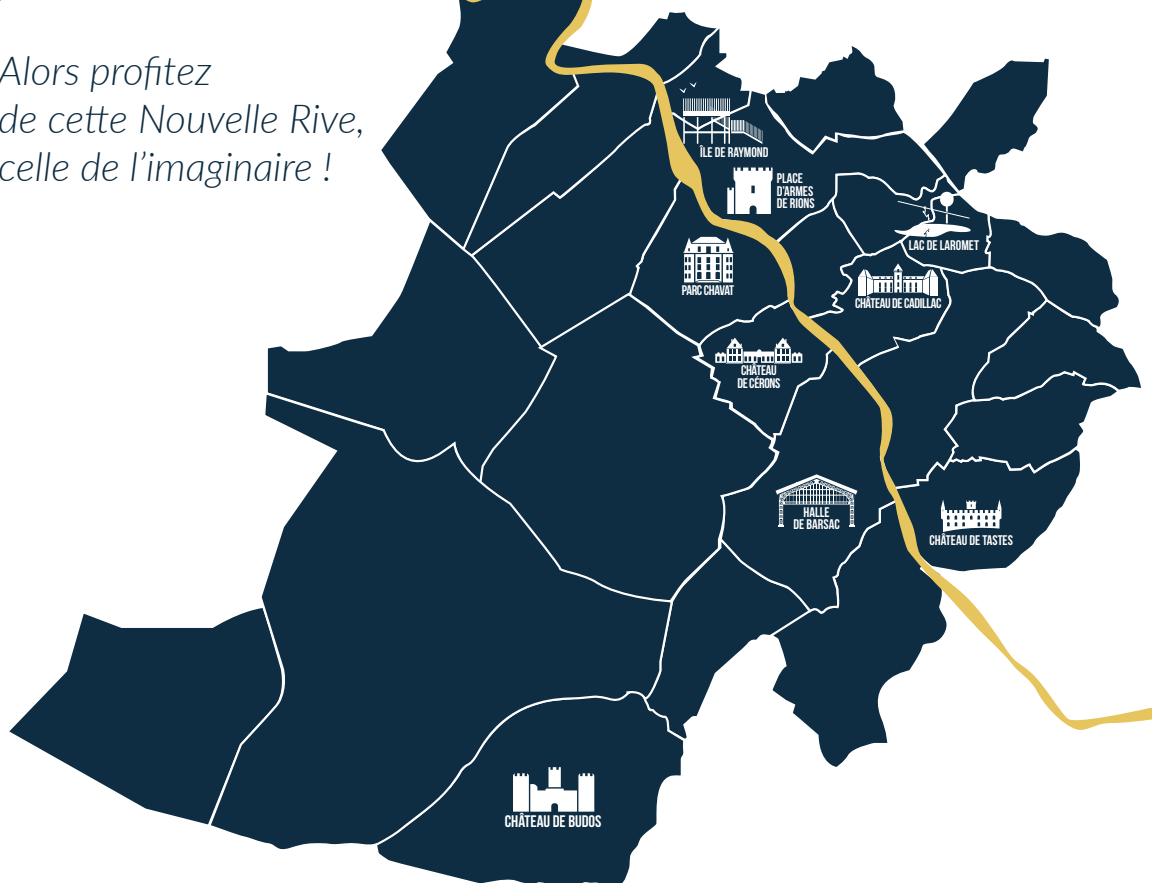 Alors profitez
de cette Nouvelle Rive,
celle de l’imaginaire !
ÎLE DE RAYMOND
PLACE
D'ARMES
DE RIONS
LAC DE LAROMET
PARC CHAVAT
CHÂTEAU DE CADILLAC
CHÂTEAU
DE CÉRONS
HALLE
DE BARSAC
CHÂTEAU DE TASTES
CHÂTEAU DE BUDOS